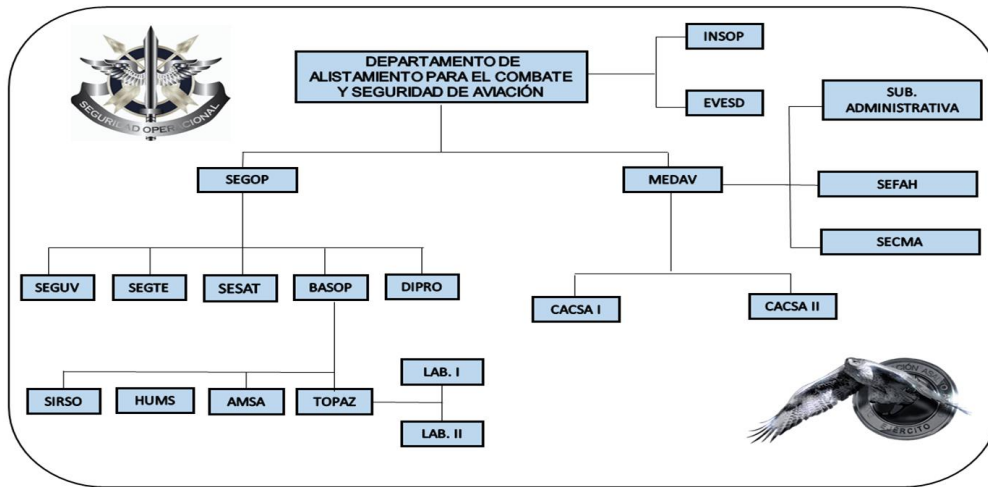 INSOP
DEPARTAMENTO DE
ALISTAMIENTO PARA EL COMBATE
Y SEGURIDAD DE AVIACIÓN
EVESD
SUB.
ADMINISTRATIVA
SEGURIDAD OPERACIONAL
SEGOP
MEDAV
SEFAH
SECMA
SEGUV
SEGTE
SESAT
BASOP
DIPRO
CACSA I
CACSA II
LAB. I
SIRSO
HUMS
AMSA
TOPAZ
LAB. II
EJÉRCITO